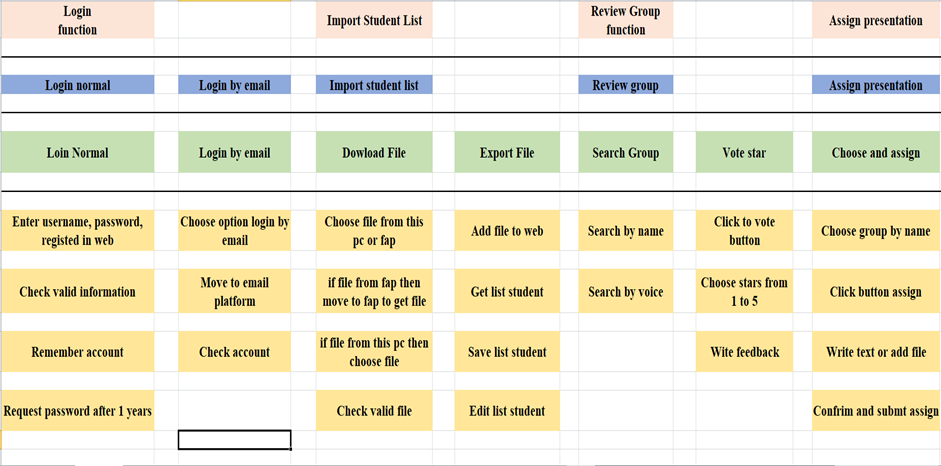 Login
function
Import Student List
Review Group
function
Assign presentation
Login normal
Login by email
Import student list
Review group
Assign presentation
Loin Normal
Login by email
Dowload File
Export File
Search Group
Vote star
Choose and assign
Enter username, password,
registed in web
Choose option login by
email
Choose file from this
pc or fap
Add file to web
Search by name
Click to vote
button
Choose group by name
Check valid information
Move to email
platform
if file from fap then
move to fap to get file
Get list student
Search by voice
Choose stars from
1 to 5
Click button assign
Remember account
Check account
if file from this pc then
choose file
Save list student
Wite feedback
Write text or add file
Request password after 1 years
Check valid file
Edit list student
Confrim and submt assign